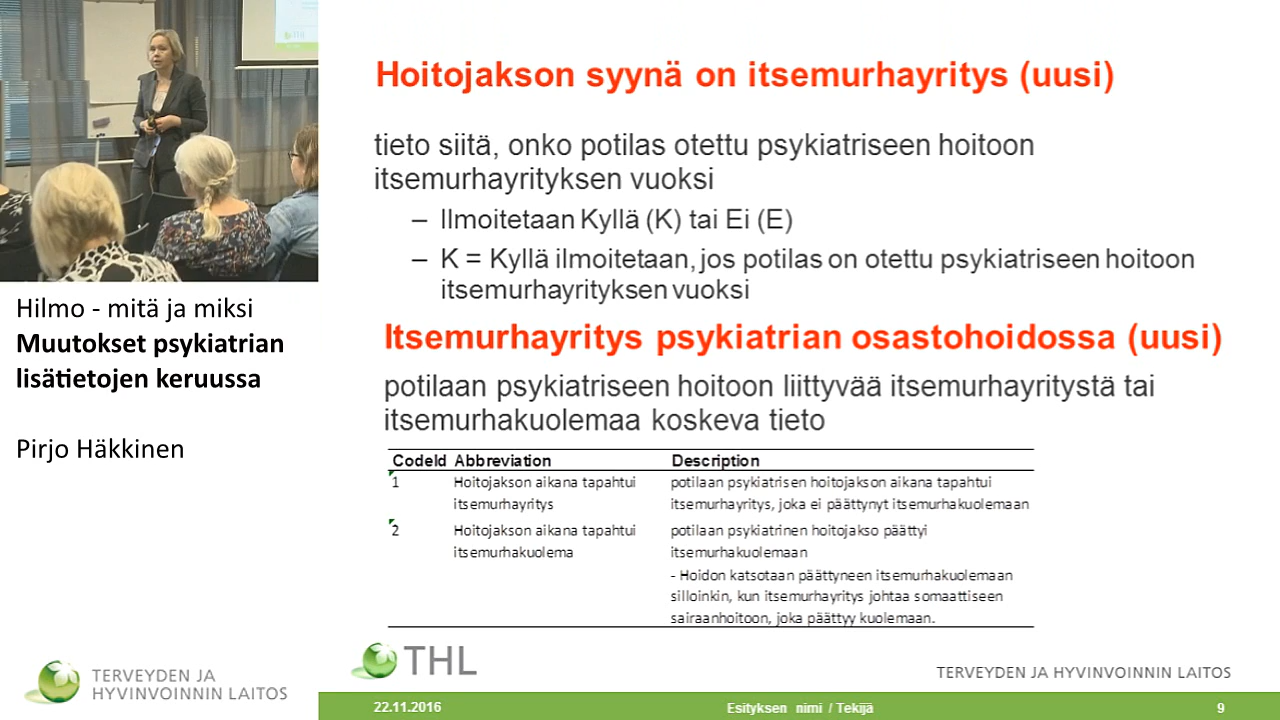 Hilmo - mitä ja miksi
Muutokset psykiatrian
lisätietojen keruussa
Pirjo Häkkinen
TERVEYDEN JA
HYVINVOINNIN LAITOS
Hoitojakson syynä on itsemurhayritys (uusi)
tieto siitä, onko potilas otettu psykiatriseen hoitoon
itsemurhayrityksen vuoksi
– Ilmoitetaan Kyllä (K) tai Ei (E)
– K = Kyllä ilmoitetaan, jos potilas on otettu psykiatriseen hoitoon
itsemurhayrityksen vuoksi
Itsemurhayritys psykiatrian osastohoidossa (uusi)
potilaan psykiatriseen hoitoon liittyvää itsemurhayritystä tai
itsemurhakuolemaa koskeva tieto
CodeId Abbreviation Description
1 Hoitojakson aikana tapahtui potilaan psykiatrisen hoitojakson aikana tapahtui
itsemurhayritys itsemurhayritys, joka ei päättynyt itsemurhakuolemaan
2 Hoitojakson aikana tapahtui potilaan psykiatrinen hoitojakso päättyi
itsemurhakuolema itsemurhakuolemaan
- Hoidon katsotaan päättyneen itsemurhakuolemaan
silloinkin, kun itsemurhayritys johtaa somaattiseen
sairaanhoitoon, joka päättyy kuolemaan.
THL
TERVEYDEN JA HYVINVOINNIN LAITOS
22.11.2016 Esityksen nimi / Tekijä 9